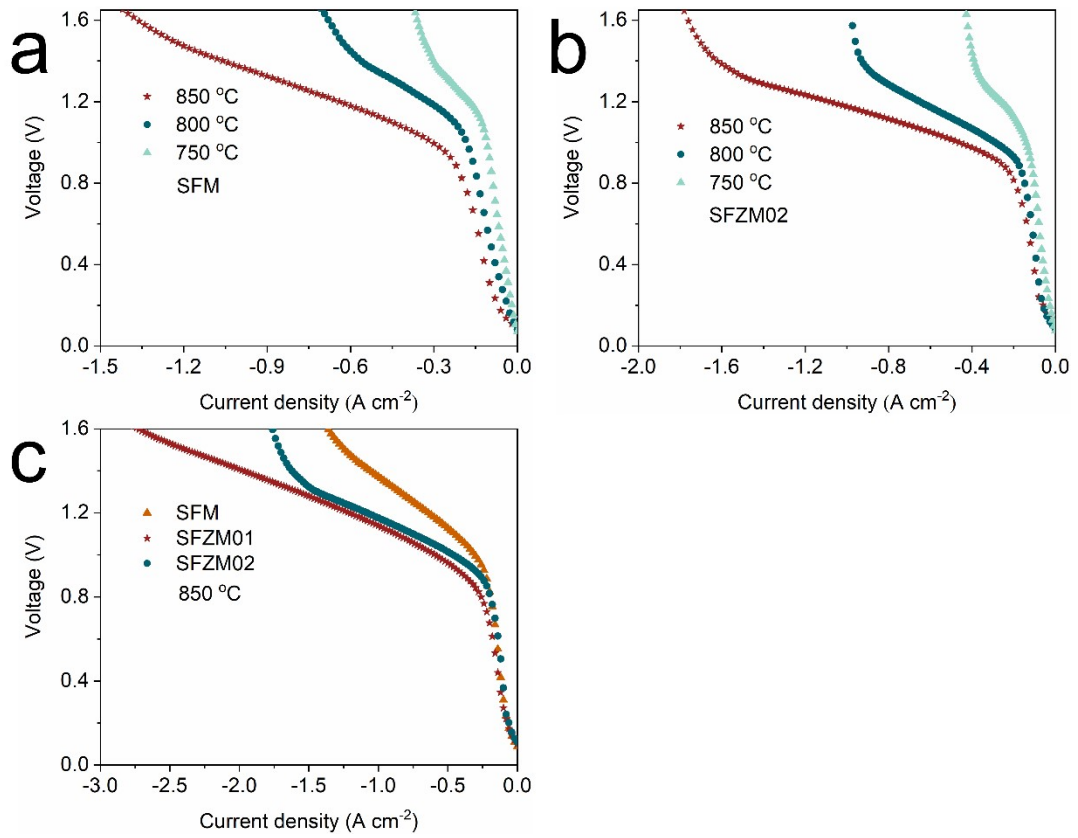 a
Voltage (V)
1.6
1.2
0.8
0.4
0.0
850 °C
800 °C
750 °C
SFM
-1.5
-1.2
-0.9
-0.6
-0.3
0.0
Current density (A cm⁻²)
b
Voltage (V)
1.6
1.2
0.8
0.4
0.0
850 °C
800 °C
750 °C
SFZM02
-2.0
-1.6
-1.2
-0.8
-0.4
0.0
Current density (A cm⁻²)
c
Voltage (V)
1.6
1.2
0.8
0.4
0.0
SFM
SFZM01
SFZM02
850 °C
-3.0
-2.5
-2.0
-1.5
-1.0
-0.5
0.0
Current density (A cm⁻²)